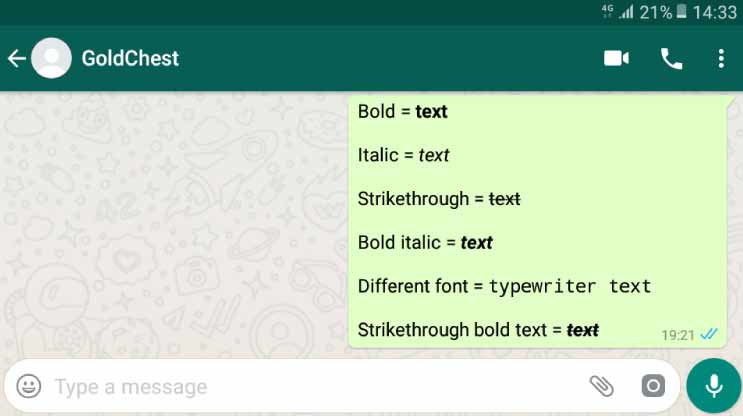 4G 21% 14:33
GoldChest
Bold = text
Italic = text
Strikethrough = text
Bold italic = text
Different font = typewriter text
Strikethrough bold text = text
19:21
Type a message